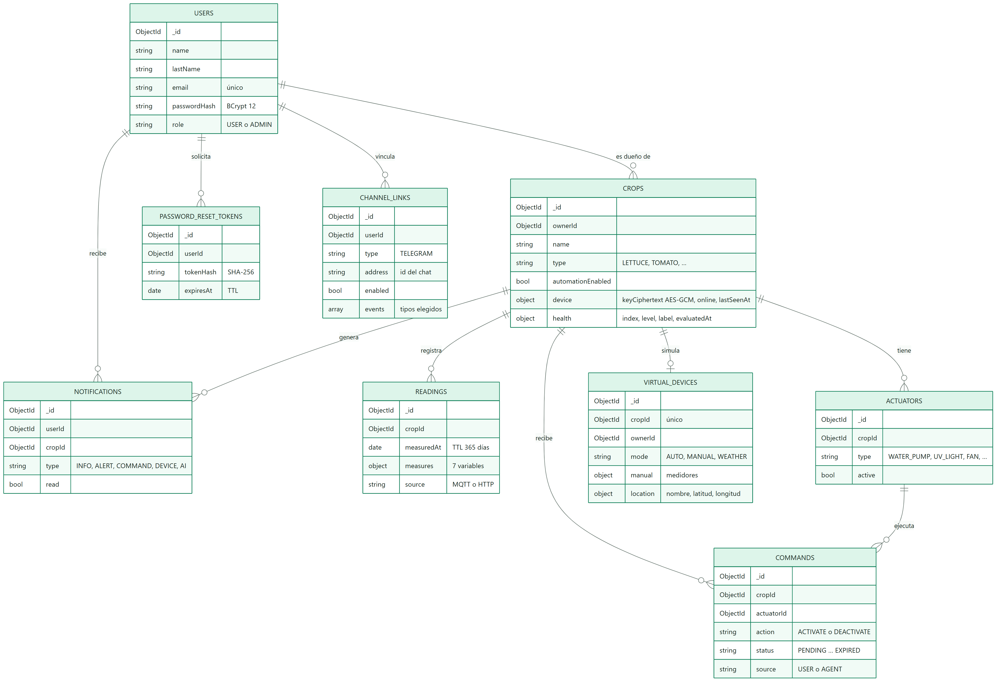 USERS
ObjectId _id
string name
string lastName
string email único
string passwordHash BCrypt 12
string role USER o ADMIN
solicita
vincula
es dueño de
recibe
PASSWORD_RESET_TOKENS
ObjectId _id
ObjectId userId
string tokenHash SHA-256
date expiresAt TTL
CHANNEL_LINKS
ObjectId _id
ObjectId userId
string type TELEGRAM
string address id del chat
bool enabled
array events tipos elegidos
CROPS
ObjectId _id
ObjectId ownerId
string name
string type LETTUCE, TOMATO, ...
bool automationEnabled
object device keyCiphertext AES-GCM, online, lastSeenAt
object health index, level, label, evaluatedAt
genera
registra
recibe
simula
tiene
NOTIFICATIONS
ObjectId _id
ObjectId userId
ObjectId cropId
string type INFO, ALERT, COMMAND, DEVICE, AI
bool read
READINGS
ObjectId _id
ObjectId cropId
date measuredAt TTL 365 días
object measures 7 variables
string source MQTT o HTTP
VIRTUAL_DEVICES
ObjectId _id
ObjectId cropId único
ObjectId ownerId
string mode AUTO, MANUAL, WEATHER
object manual medidores
object location nombre, latitud, longitud
ACTUATORS
ObjectId _id
ObjectId cropId
string type WATER_PUMP, UV_LIGHT, FAN, ...
bool active
ejecuta
COMMANDS
ObjectId _id
ObjectId cropId
ObjectId actuatorId
string action ACTIVATE o DEACTIVATE
string status PENDING ... EXPIRED
string source USER o AGENT